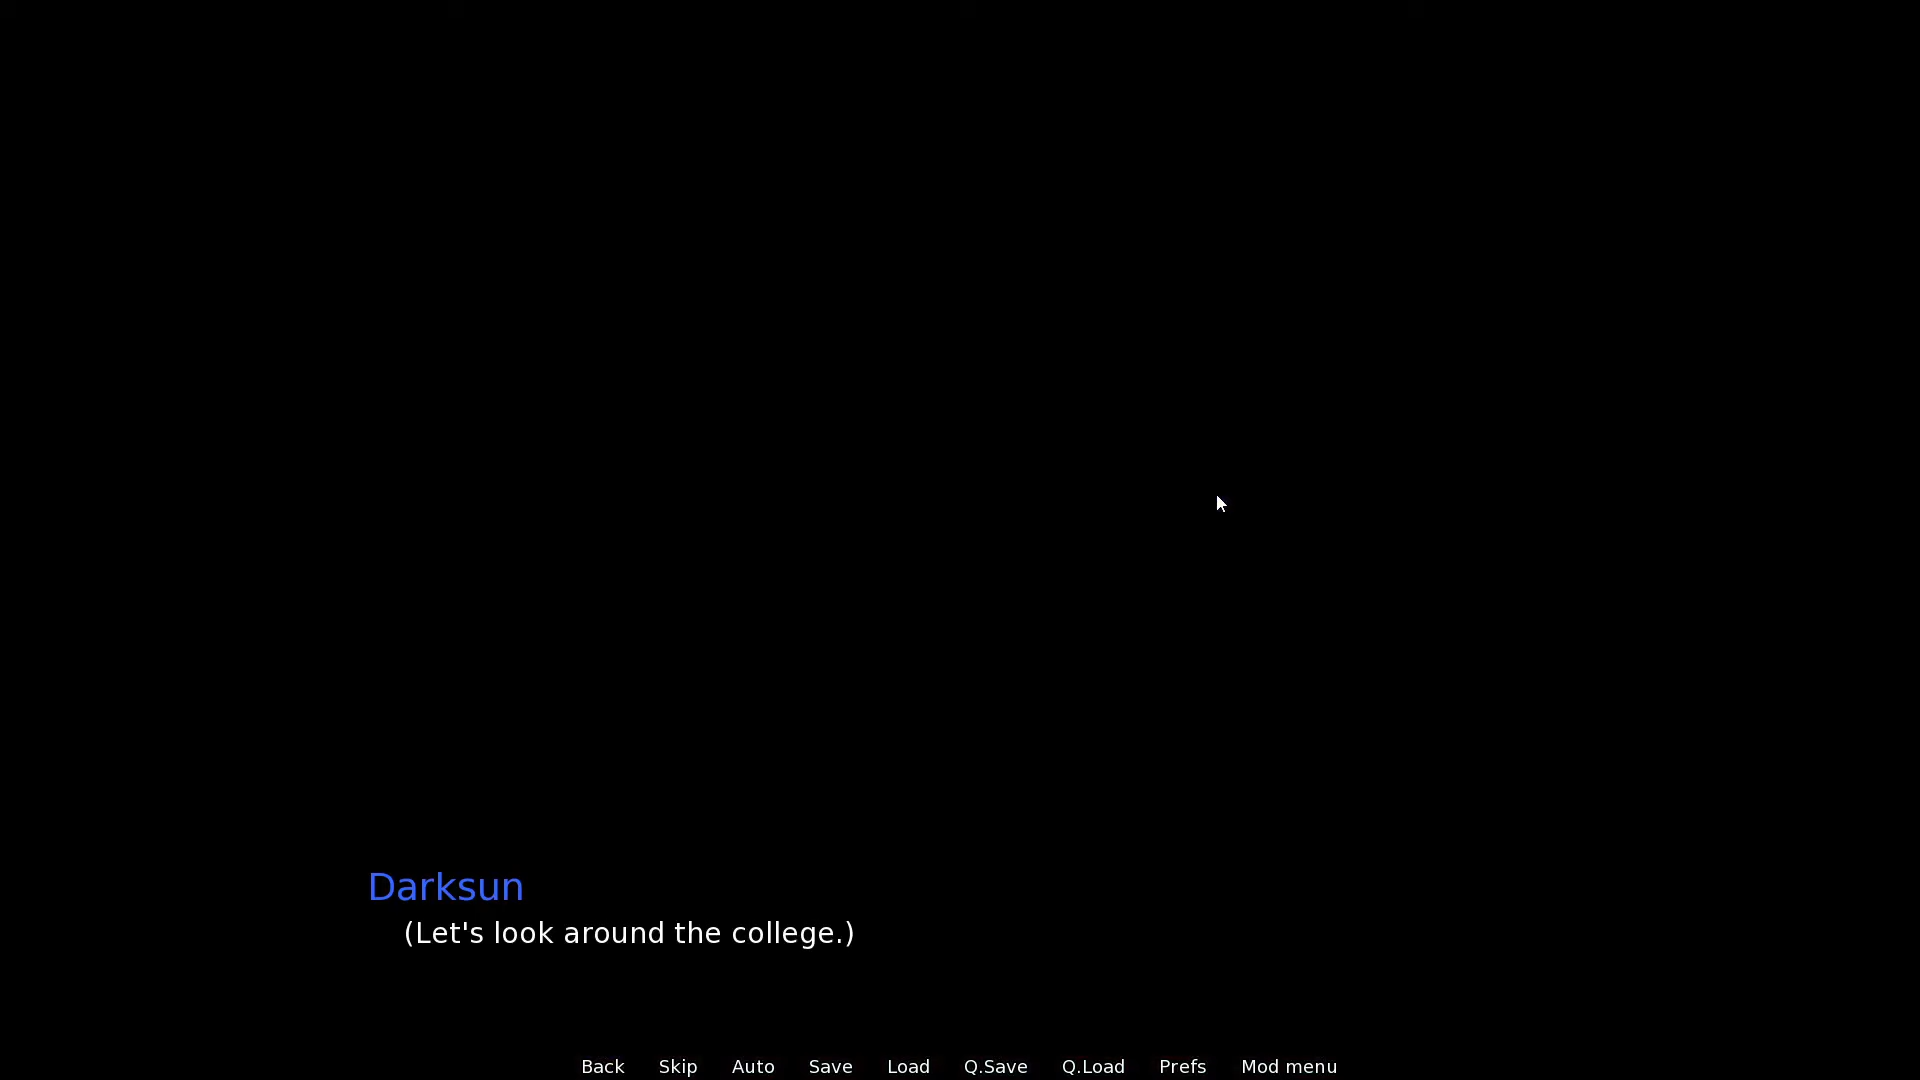 Darksun
(Let's look around the college.)
Back Skip Auto Save Load Q.Save Q.Load Prefs Mod menu